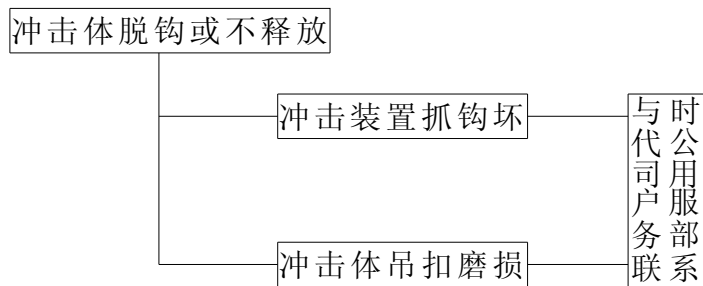 冲击体脱钩或不释放
冲击装置抓钩坏
与时
代公
司用
户服
务部
联系
冲击体吊扣磨损